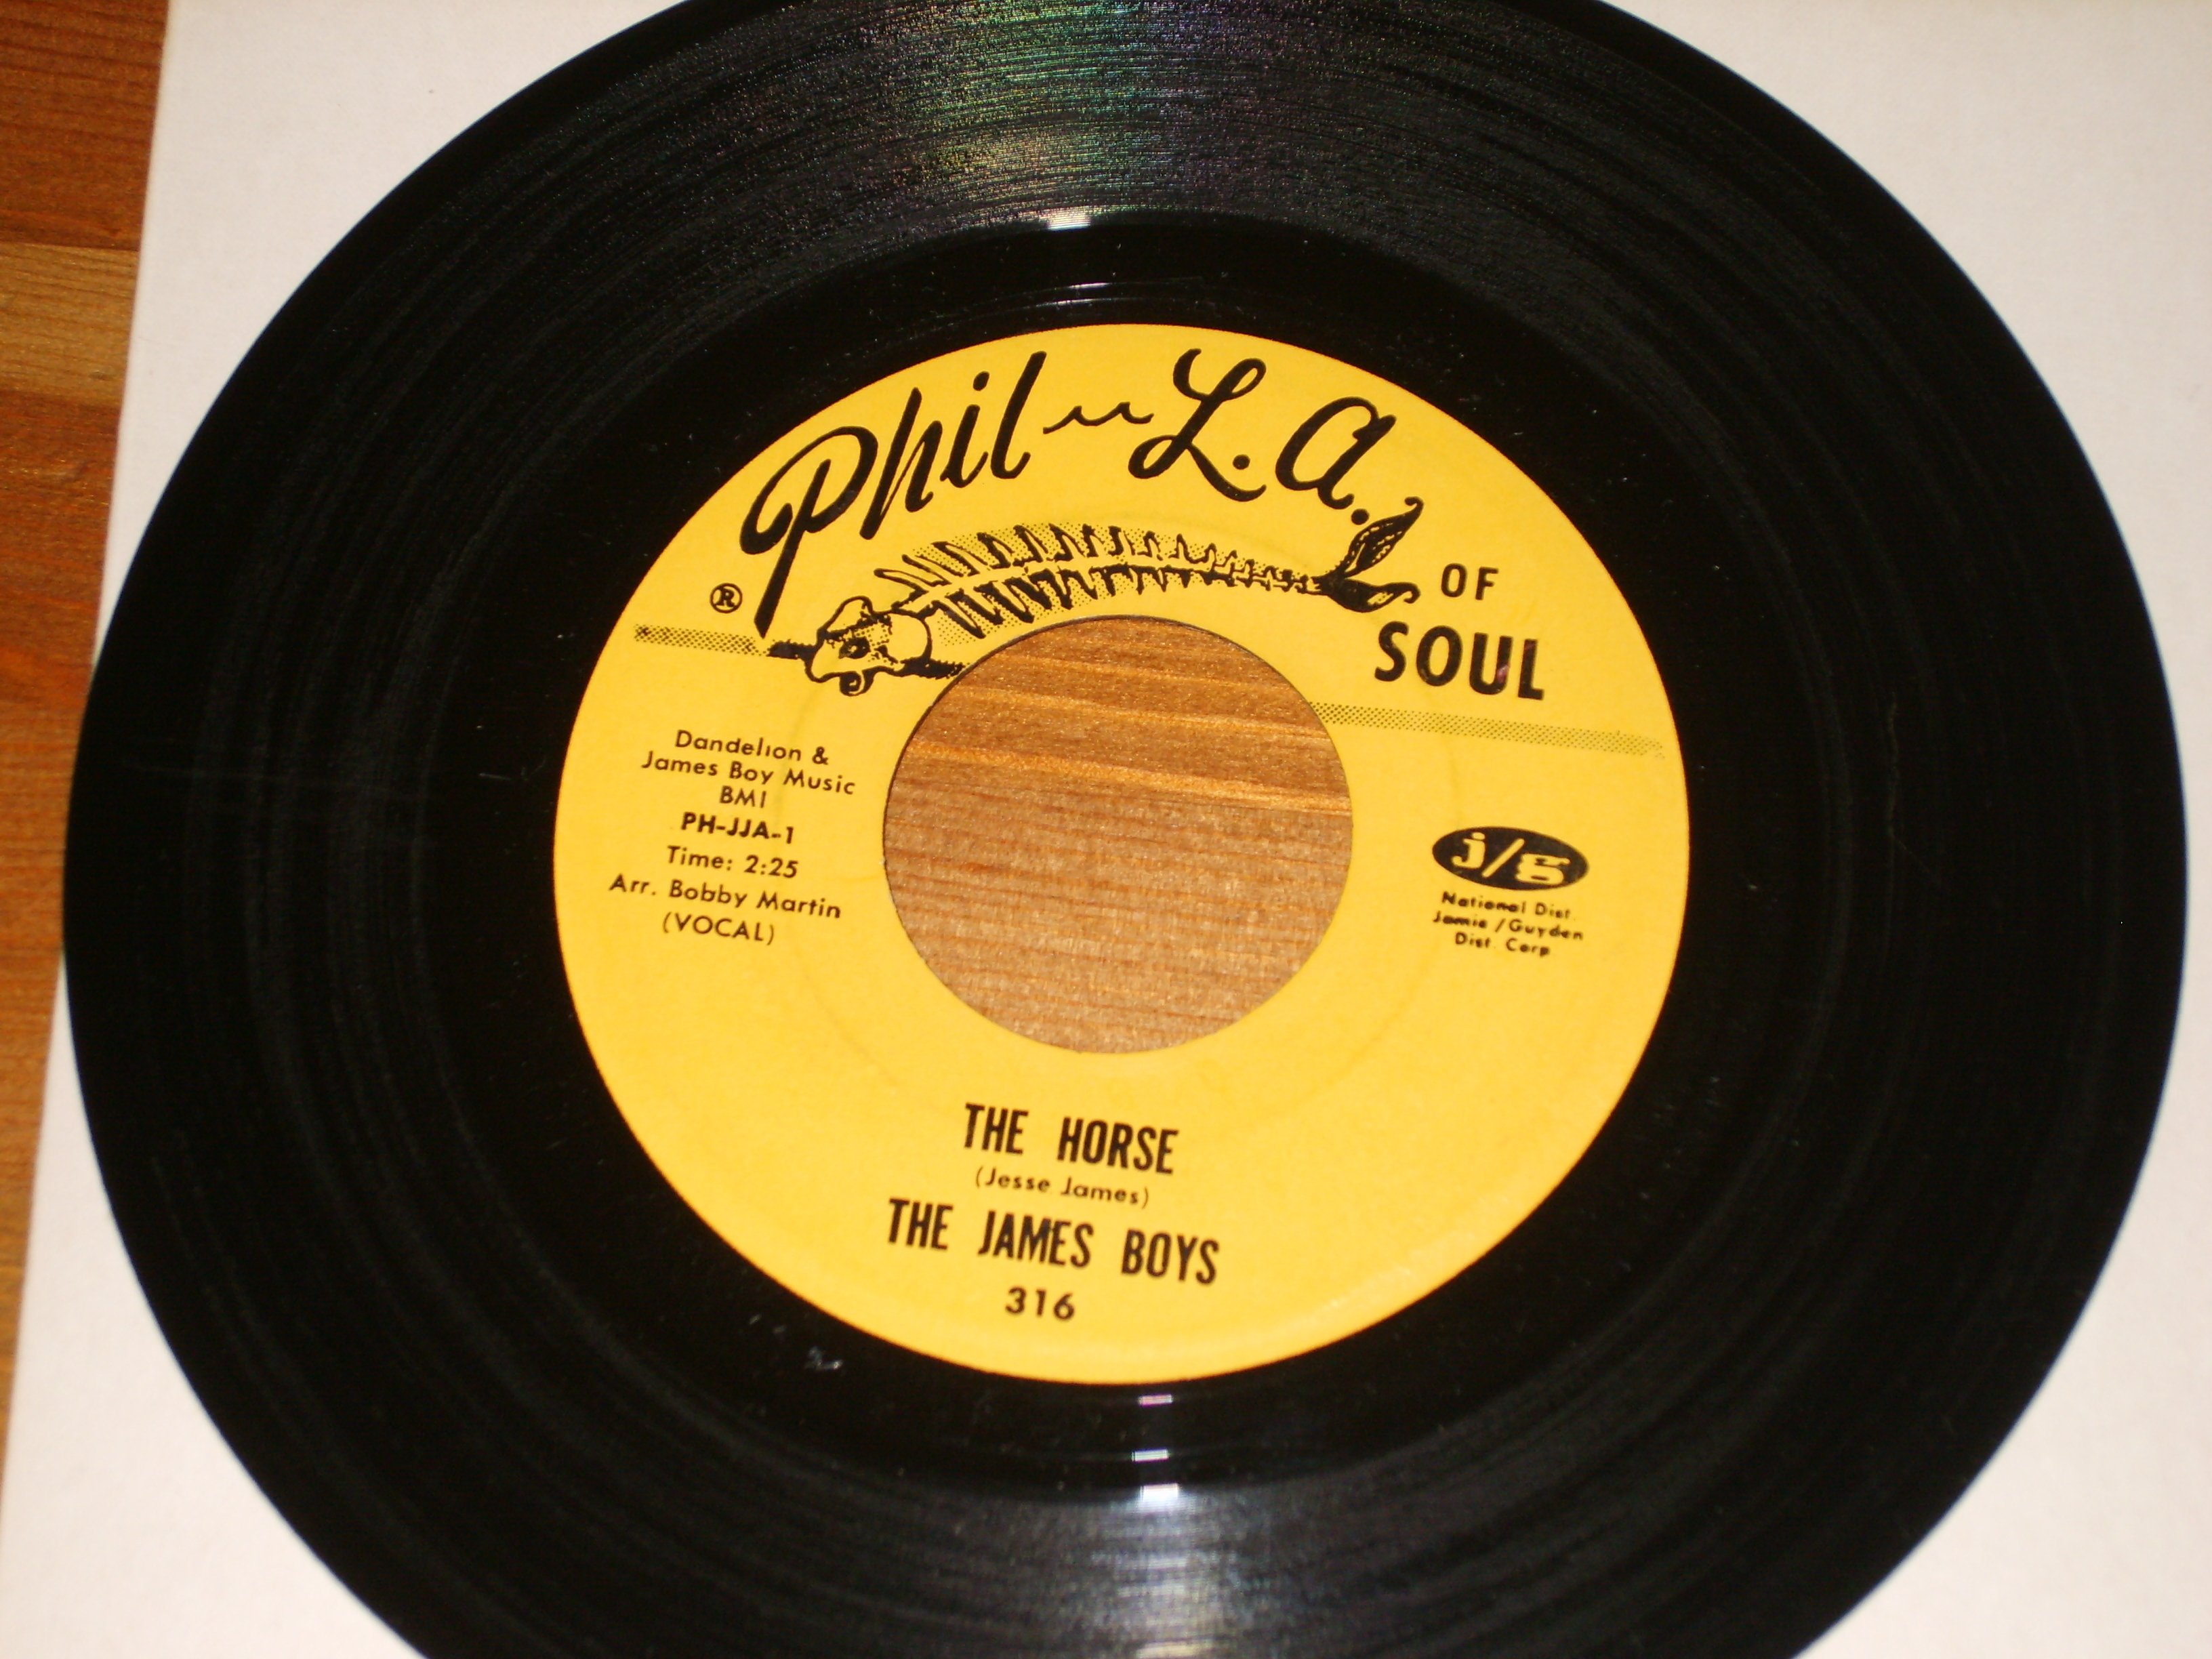 Phil-L.A.
OF
SOUL
®
Dandelion &
James Boy Music
BMI
PH-JJA-1
Time: 2:25
Arr. Bobby Martin
(VOCAL)
j/g
National Dist.
Jamie/Guyden
Dist. Corp
THE HORSE
(Jesse James)
THE JAMES BOYS
316